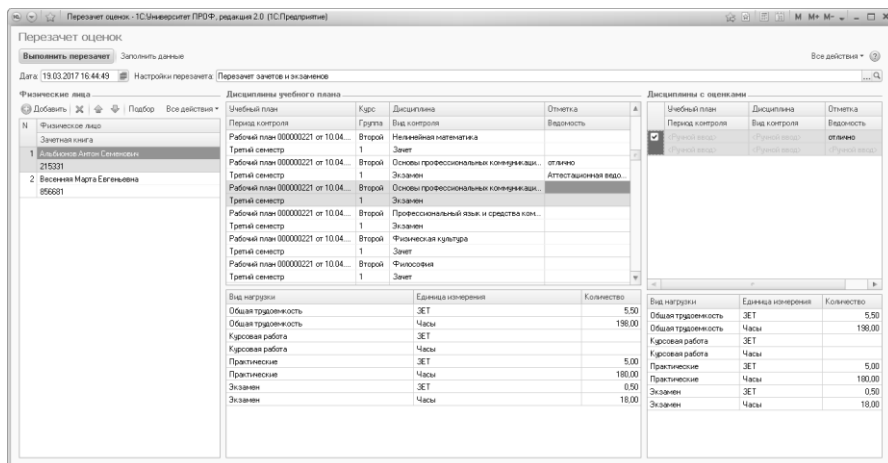 Перезачет оценок - 1С:Университет ПРОФ, редакция 2.0 (1С:Предприятие)
M M+ M-
Перезачет оценок
Выполнить перезачет Заполнить данные Все действия
Дата: 19.03.2017 16:44:49 Настройки перезачета: Перезачет зачетов и экзаменов
Физические лица
Добавить Подбор Все действия
N Физическое лицо
Зачетная книга
1 Альбионов Антон Семенович
215331
2 Весенняя Марта Евгеньевна
856681
Дисциплины учебного плана
Учебный план Курс Дисциплина Отметка
Период контроля Группа Вид контроля Ведомость
Рабочий план 000000221 от 10.04.... Второй Нелинейная математика
Третий семестр 1 Зачет
Рабочий план 000000221 от 10.04.... Второй Основы профессиональных коммуникаци... отлично
Третий семестр 1 Экзамен Аттестационная ведо...
Рабочий план 000000221 от 10.04.... Второй Основы профессиональных коммуникаци...
Третий семестр 1 Экзамен
Рабочий план 000000221 от 10.04.... Второй Профессиональный язык и средства ком...
Третий семестр 1 Экзамен
Рабочий план 000000221 от 10.04.... Второй Физическая культура
Третий семестр 1 Зачет
Рабочий план 000000221 от 10.04.... Второй Философия
Третий семестр 1 Зачет
Вид нагрузки Единица измерения Количество
Общая трудоемкость ЗЕТ 5,50
Общая трудоемкость Часы 198,00
Курсовая работа ЗЕТ
Курсовая работа Часы
Практические ЗЕТ 5,00
Практические Часы 180,00
Экзамен ЗЕТ 0,50
Экзамен Часы 18,00
Дисциплины с оценками
Учебный план Дисциплина Отметка
Период контроля Вид контроля Ведомость
<Ручной ввод> <Ручной ввод> отлично
<Ручной ввод> <Ручной ввод> <Ручной ввод>
Вид нагрузки Единица измерения Количество
Общая трудоемкость ЗЕТ 5,50
Общая трудоемкость Часы 198,00
Курсовая работа ЗЕТ
Курсовая работа Часы
Практические ЗЕТ 5,00
Практические Часы 180,00
Экзамен ЗЕТ 0,50
Экзамен Часы 18,00